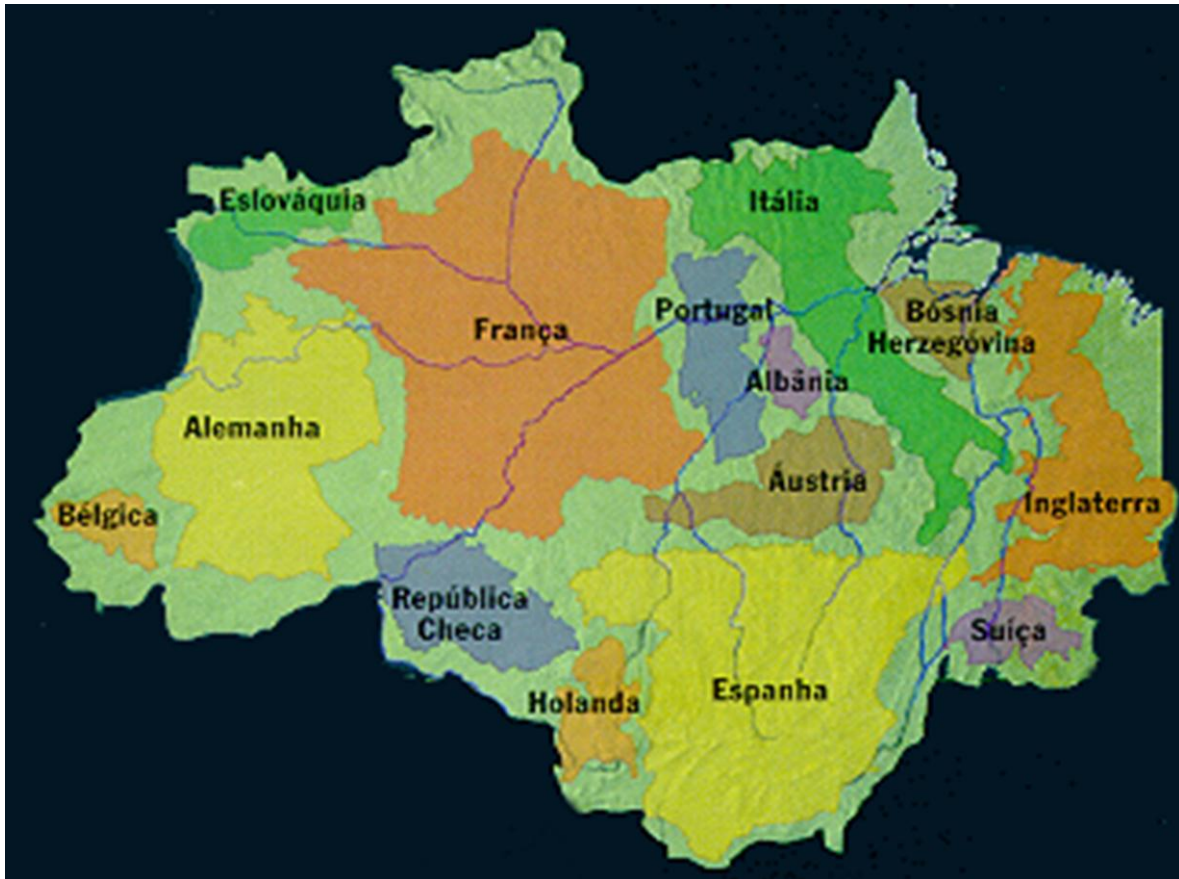 Eslováquia
Itália
França
Portugal
Bósnia
Herzegóvina
Albânia
Alemanha
Áustria
Bélgica
Inglaterra
República
Checa
Suíça
Espanha
Holanda